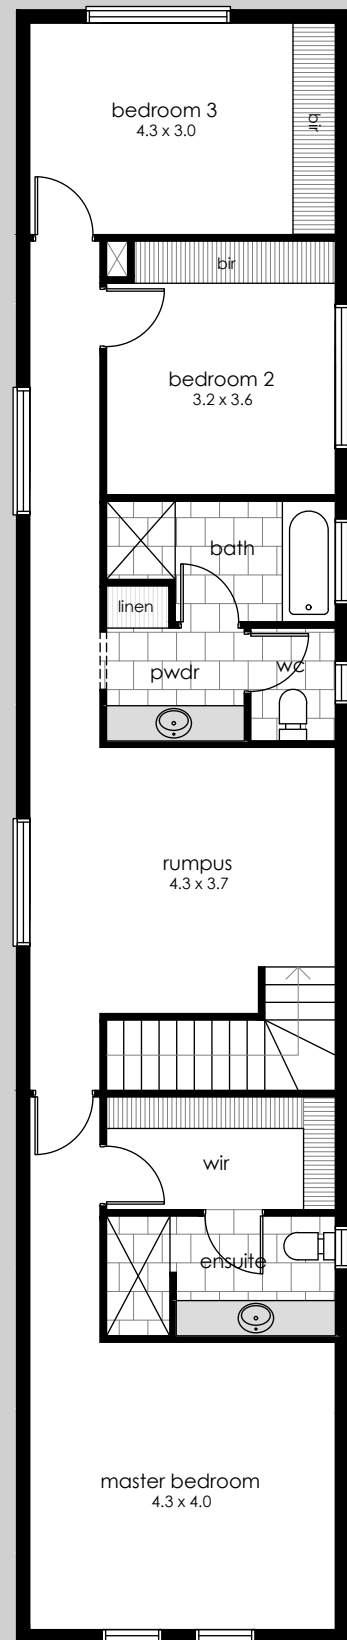 bedroom 3
4.3 x 3.0
bir
bir
bedroom 2
3.2 x 3.6
bath
linen
pwdr
wc
rumpus
4.3 x 3.7
wir
ensuite
master bedroom
4.3 x 4.0